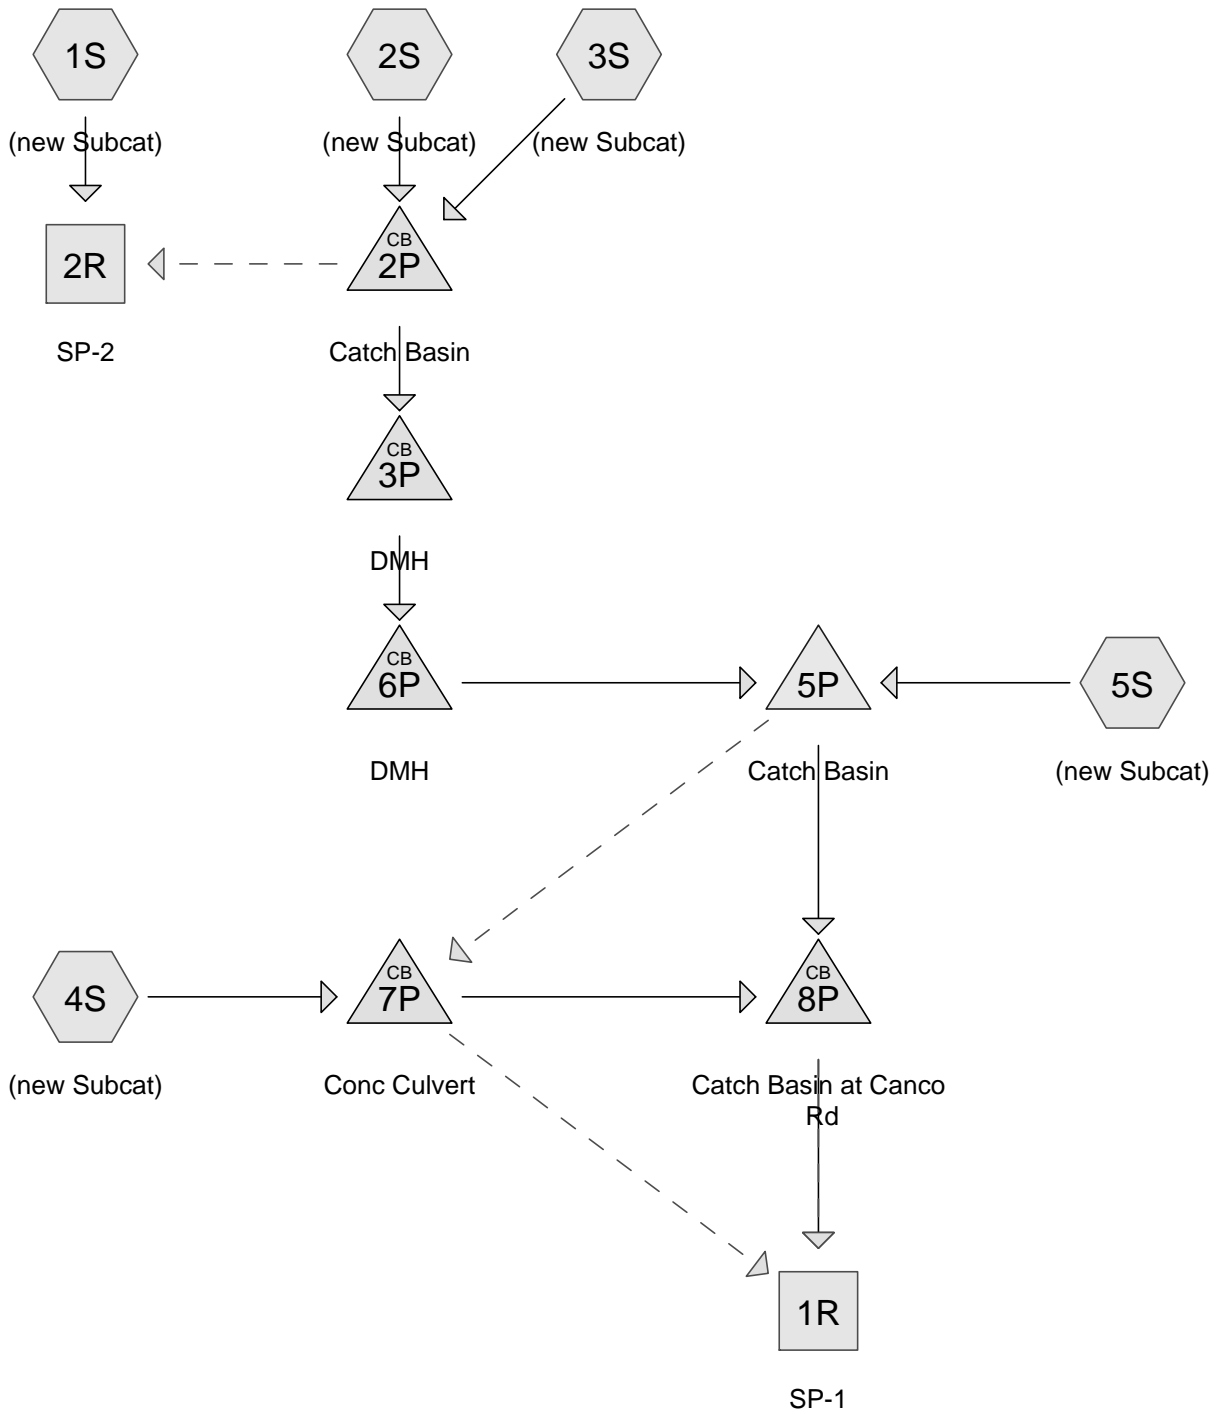 1S
2S
3S
(new Subcat)
(new Subcat)
(new Subcat)
2R
CB
2P
SP-2
Catch Basin
CB
3P
DMH
CB
6P
5P
5S
DMH
Catch Basin
(new Subcat)
4S
CB
7P
CB
8P
(new Subcat)
Conc Culvert
Catch Basin at Canco
Rd
1R
SP-1